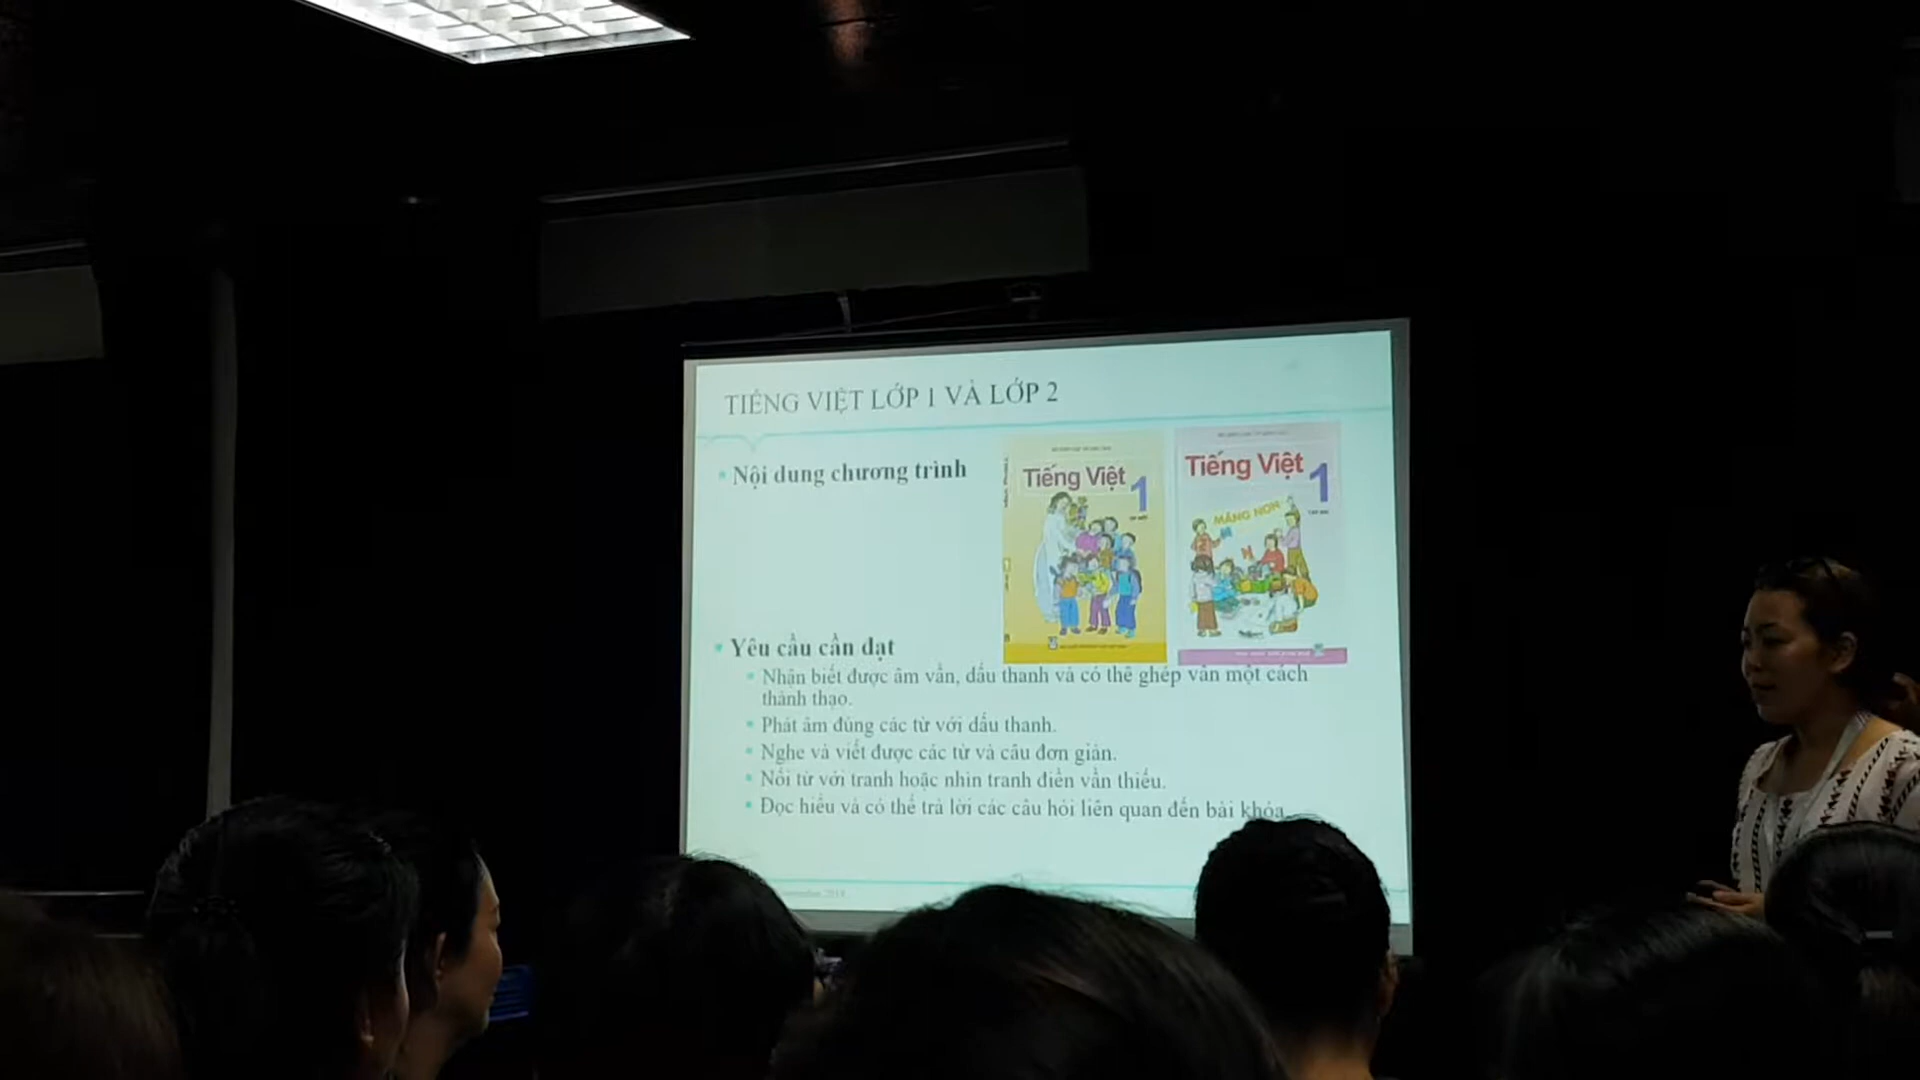 TIẾNG VIỆT LỚP 1 VÀ LỚP 2
Nội dung chương trình
Tiếng Việt 1
Tiếng Việt 1
MĂNG NON
Yêu cầu cần đạt
Nhận biết được âm vần, dấu thanh và có thể ghép vần một cách
thành thạo.
Phát âm đúng các từ với dấu thanh.
Nghe và viết được các từ và câu đơn giản.
Nối từ với tranh hoặc nhìn tranh điền vần thiếu.
Đọc hiểu và có thể trả lời các câu hỏi liên quan đến bài khóa.